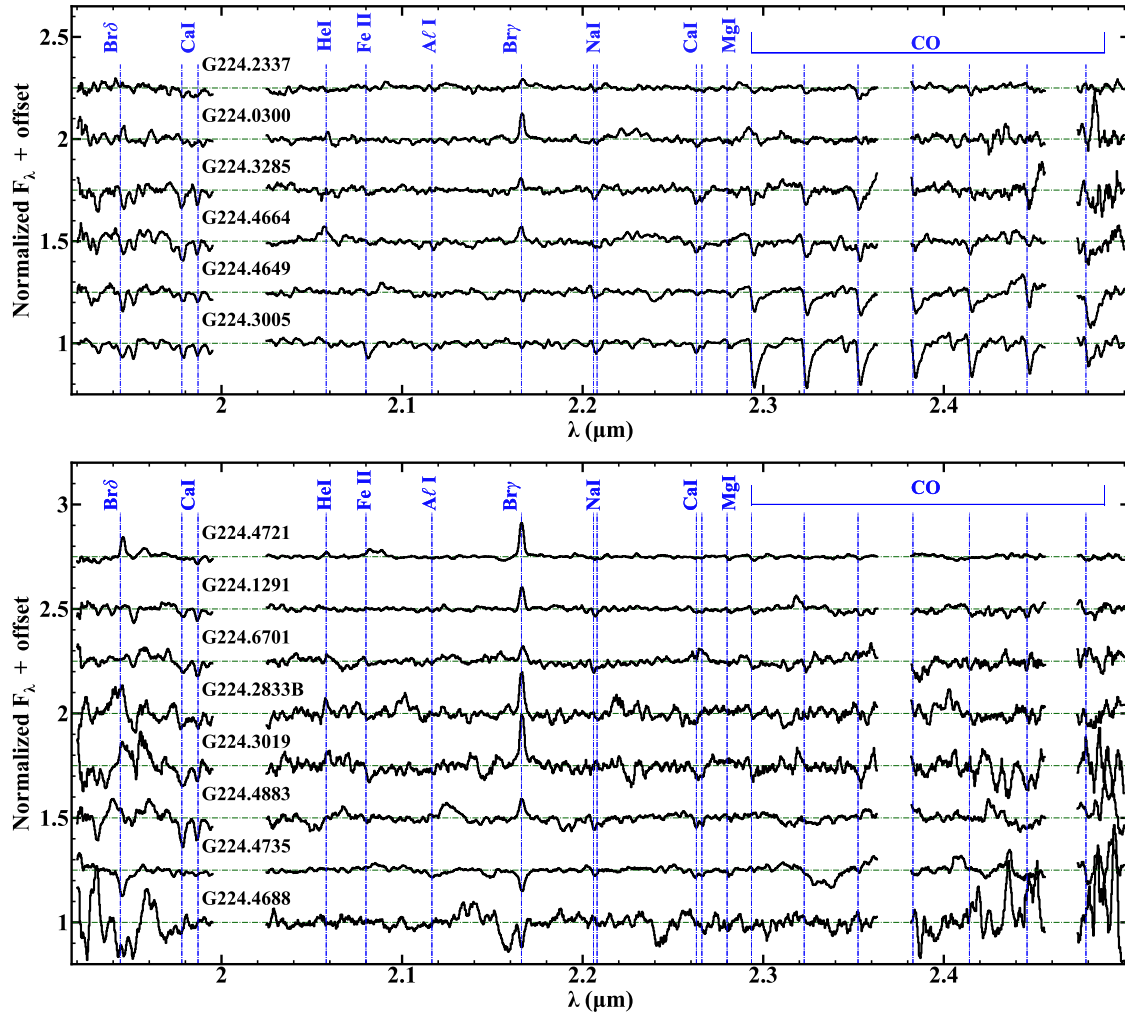 Brδ CaI HeI Fe II Aℓ I Brγ NaI CaI MgI CO
2.5
G224.2337
G224.0300
2
G224.3285
G224.4664
1.5
G224.4649
G224.3005
1
Normalized Fλ + offset
2 2.1 2.2 2.3 2.4
λ (μm)
Brδ CaI HeI Fe II Aℓ I Brγ NaI CaI MgI CO
3
G224.4721
G224.1291
2.5
G224.6701
G224.2833B
2
G224.3019
G224.4883
1.5
G224.4735
G224.4688
1
Normalized Fλ + offset
2 2.1 2.2 2.3 2.4
λ (μm)